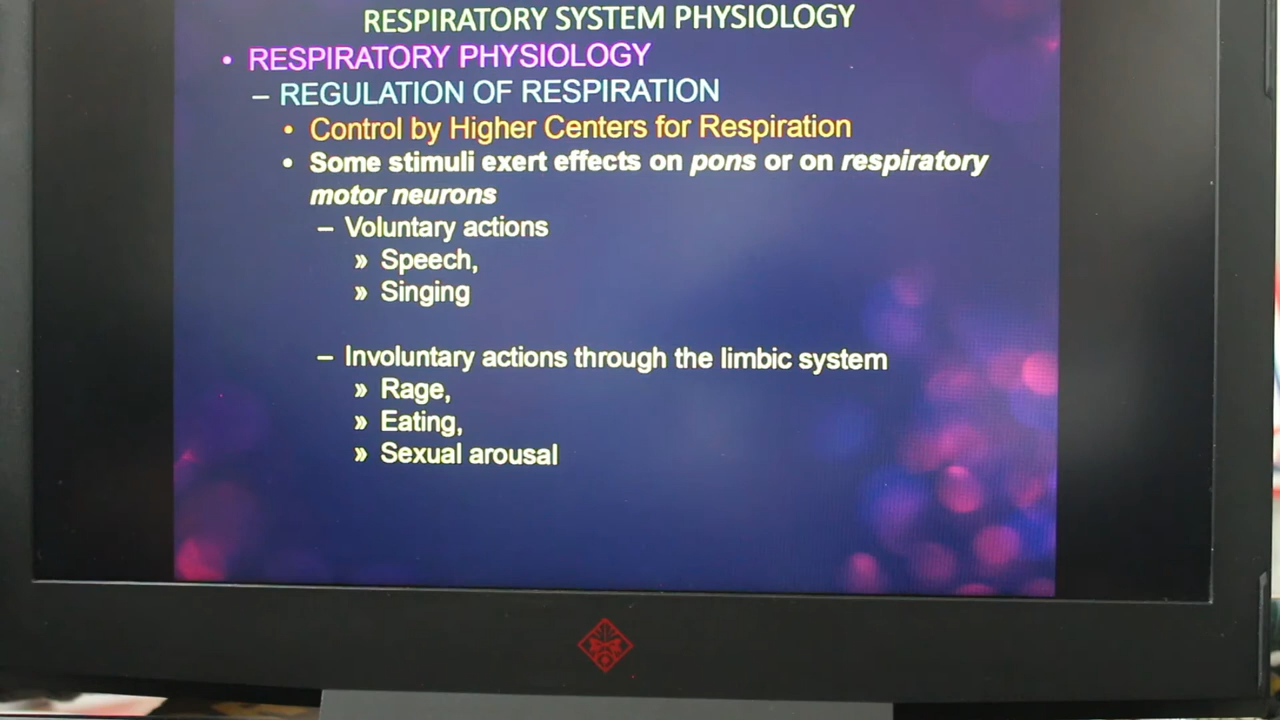 RESPIRATORY SYSTEM PHYSIOLOGY
• RESPIRATORY PHYSIOLOGY
– REGULATION OF RESPIRATION
• Control by Higher Centers for Respiration
• Some stimuli exert effects on pons or on respiratory
motor neurons
– Voluntary actions
» Speech,
» Singing
– Involuntary actions through the limbic system
» Rage,
» Eating,
» Sexual arousal